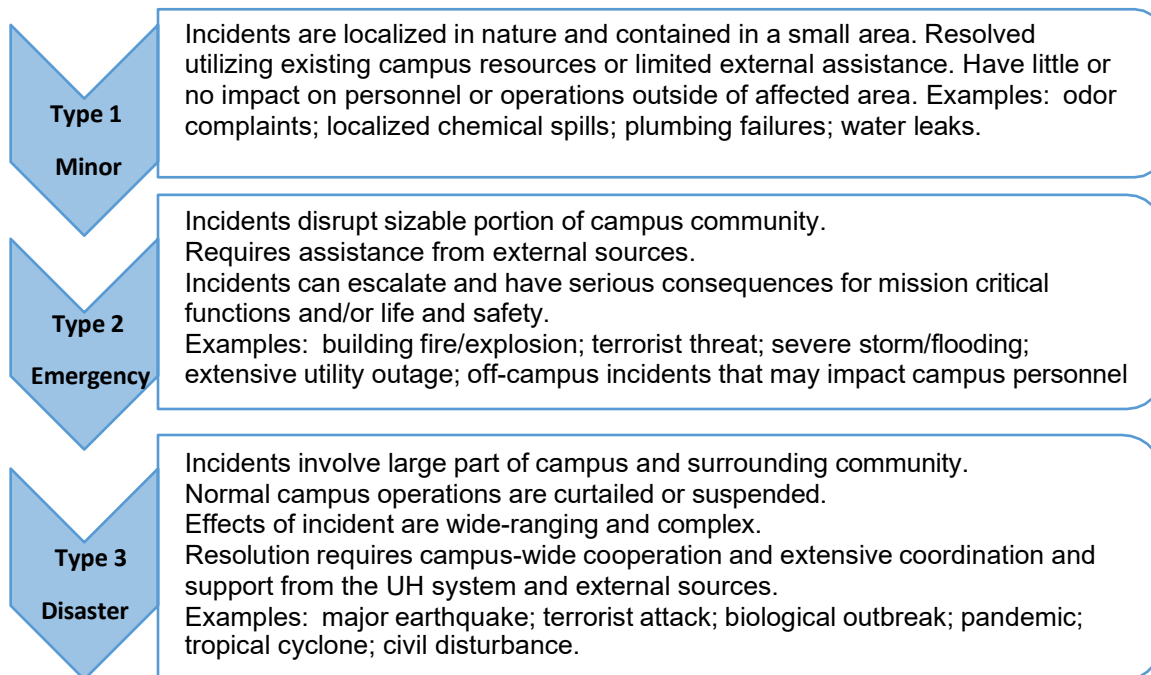 Type 1
Minor
Incidents are localized in nature and contained in a small area. Resolved
utilizing existing campus resources or limited external assistance. Have little or
no impact on personnel or operations outside of affected area. Examples:  odor
complaints; localized chemical spills; plumbing failures; water leaks.
Type 2
Emergency
Incidents disrupt sizable portion of campus community.
Requires assistance from external sources.
Incidents can escalate and have serious consequences for mission critical
functions and/or life and safety.
Examples:  building fire/explosion; terrorist threat; severe storm/flooding;
extensive utility outage; off-campus incidents that may impact campus personnel
Type 3
Disaster
Incidents involve large part of campus and surrounding community.
Normal campus operations are curtailed or suspended.
Effects of incident are wide-ranging and complex.
Resolution requires campus-wide cooperation and extensive coordination and
support from the UH system and external sources.
Examples:  major earthquake; terrorist attack; biological outbreak; pandemic;
tropical cyclone; civil disturbance.